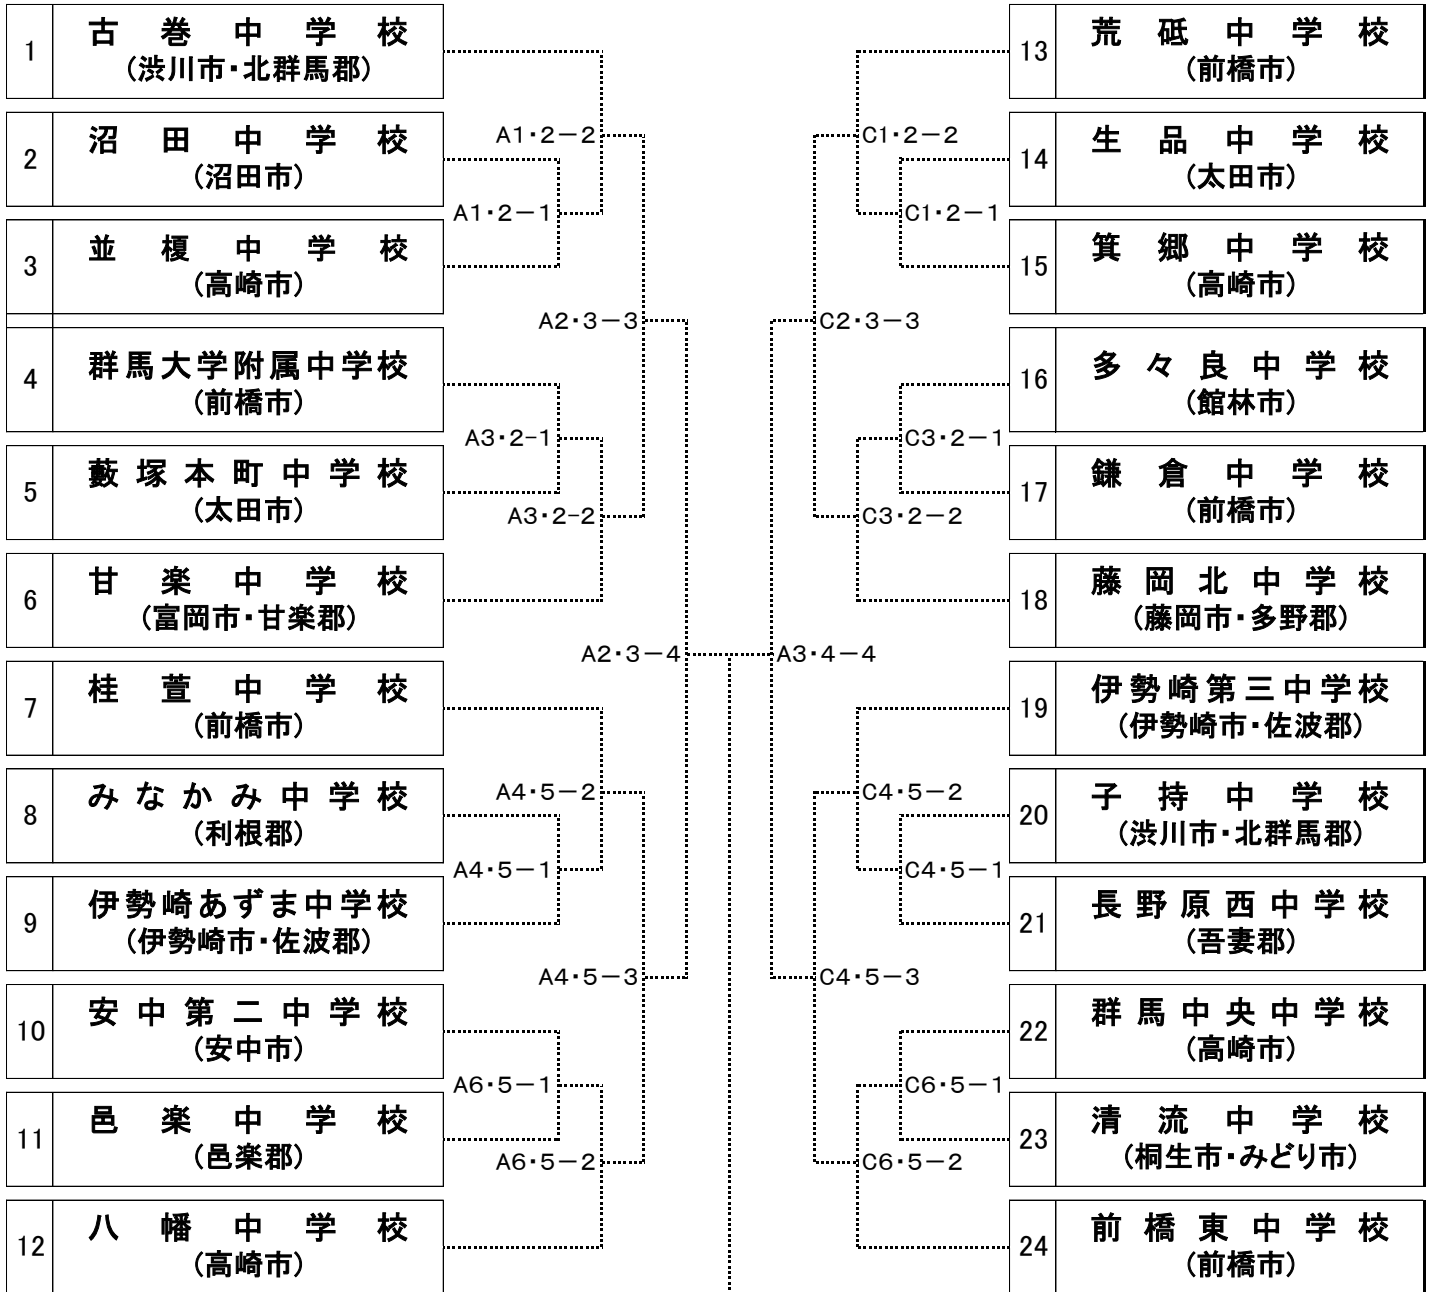 1
古巻中学校
(渋川市・北群馬郡)
2
沼田中学校
(沼田市)
3
並榎中学校
(高崎市)
4
群馬大学附属中学校
(前橋市)
5
藪塚本町中学校
(太田市)
6
甘楽中学校
(富岡市・甘楽郡)
7
桂萱中学校
(前橋市)
8
みなかみ中学校
(利根郡)
9
伊勢崎あずま中学校
(伊勢崎市・佐波郡)
10
安中第二中学校
(安中市)
11
邑楽中学校
(邑楽郡)
12
八幡中学校
(高崎市)
A1・2－2
A1・2－1
A2・3－3
A3・2-1
A3・2-2
A2・3－4
A4・5－2
A4・5－1
A4・5－3
A6・5－1
A6・5－2
C1・2－2
C1・2－1
C2・3－3
C3・2－1
C3・2－2
A3・4－4
C4・5－2
C4・5－1
C4・5－3
C6・5－1
C6・5－2
13
荒砥中学校
(前橋市)
14
生品中学校
(太田市)
15
箕郷中学校
(高崎市)
16
多々良中学校
(館林市)
17
鎌倉中学校
(前橋市)
18
藤岡北中学校
(藤岡市・多野郡)
19
伊勢崎第三中学校
(伊勢崎市・佐波郡)
20
子持中学校
(渋川市・北群馬郡)
21
長野原西中学校
(吾妻郡)
22
群馬中央中学校
(高崎市)
23
清流中学校
(桐生市・みどり市)
24
前橋東中学校
(前橋市)